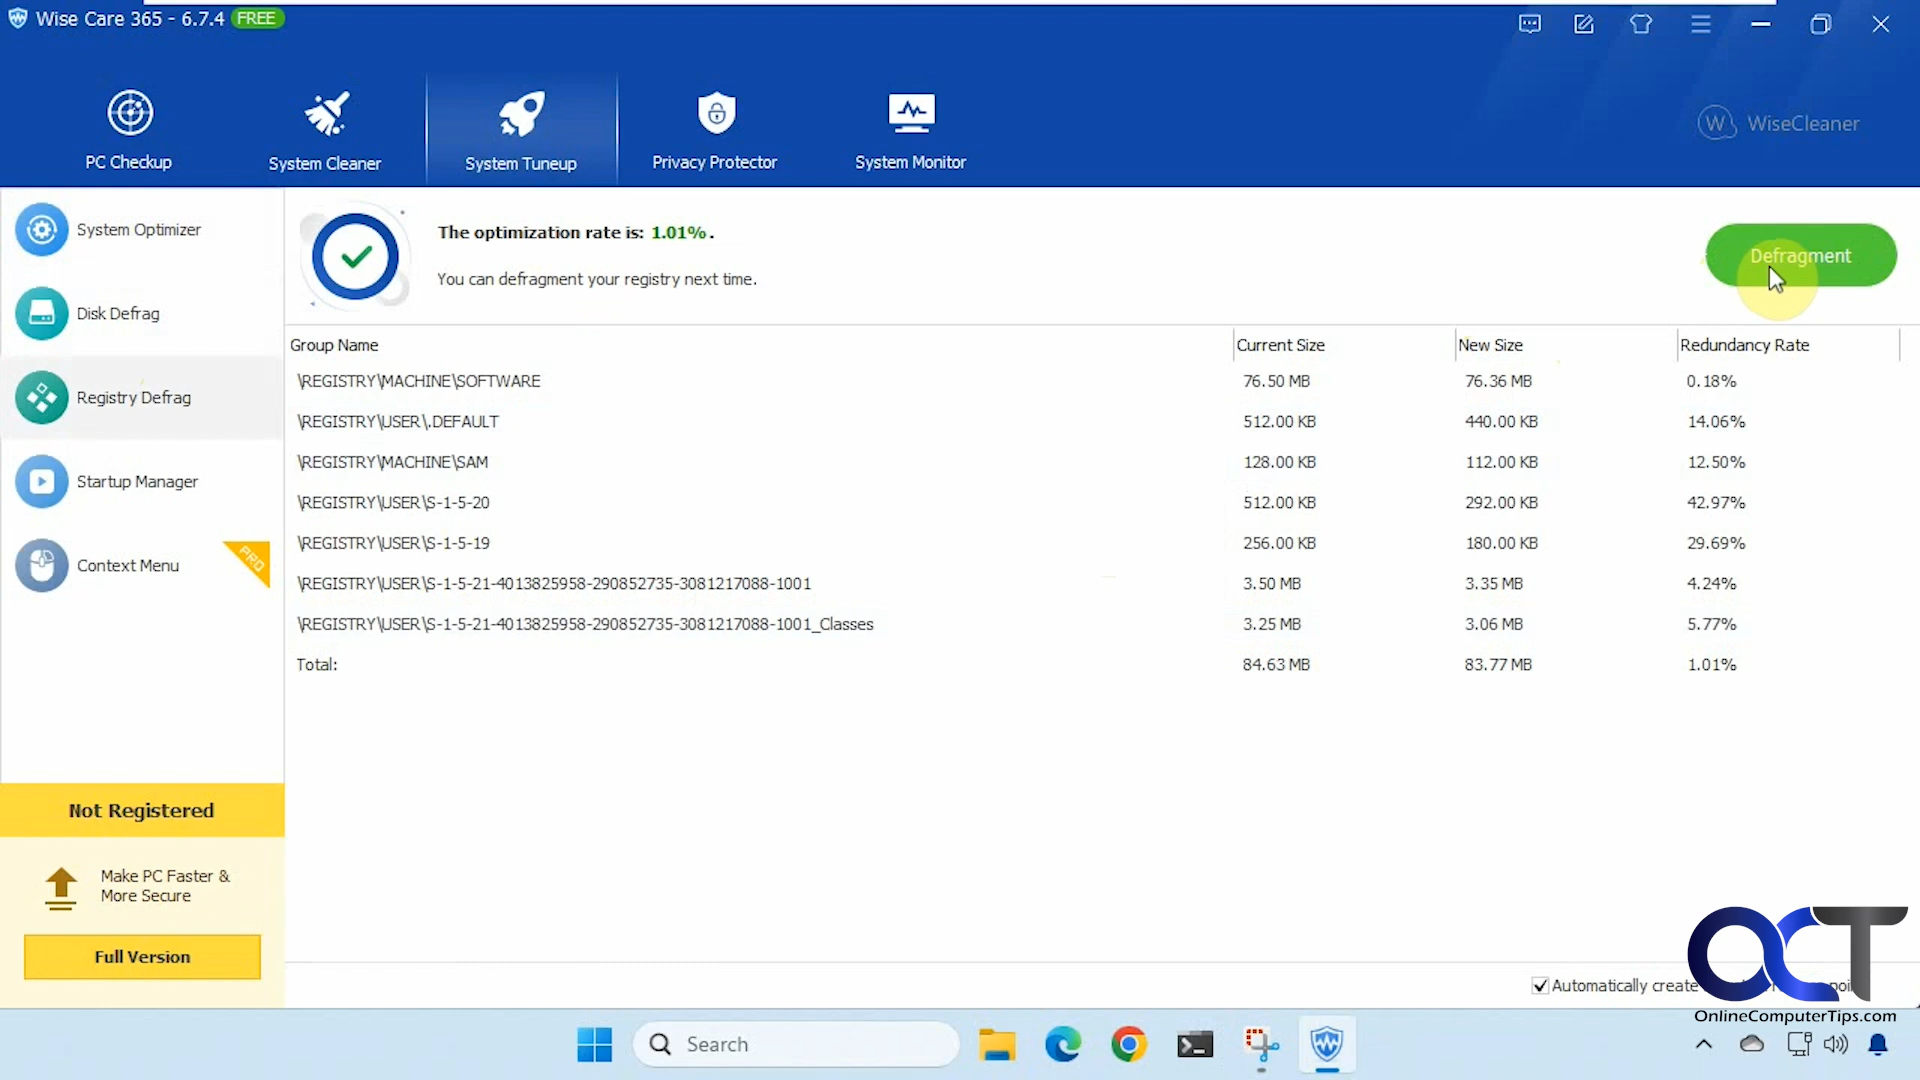 Wise Care 365 - 6.7.4 FREE
PC Checkup
System Cleaner
System Tuneup
Privacy Protector
System Monitor
W WiseCleaner
System Optimizer
Disk Defrag
Registry Defrag
Startup Manager
Context Menu
PRO
The optimization rate is: 1.01% .
You can defragment your registry next time.
Defragment
Group Name Current Size New Size Redundancy Rate
\REGISTRY\MACHINE\SOFTWARE 76.50 MB 76.36 MB 0.18%
\REGISTRY\USER\.DEFAULT 512.00 KB 440.00 KB 14.06%
\REGISTRY\MACHINE\SAM 128.00 KB 112.00 KB 12.50%
\REGISTRY\USER\S-1-5-20 512.00 KB 292.00 KB 42.97%
\REGISTRY\USER\S-1-5-19 256.00 KB 180.00 KB 29.69%
\REGISTRY\USER\S-1-5-21-4013825958-290852735-3081217088-1001 3.50 MB 3.35 MB 4.24%
\REGISTRY\USER\S-1-5-21-4013825958-290852735-3081217088-1001_Classes 3.25 MB 3.06 MB 5.77%
Total: 84.63 MB 83.77 MB 1.01%
Not Registered
Make PC Faster &
More Secure
Full Version
Automatically create
OCT
OnlineComputerTips.com
Search